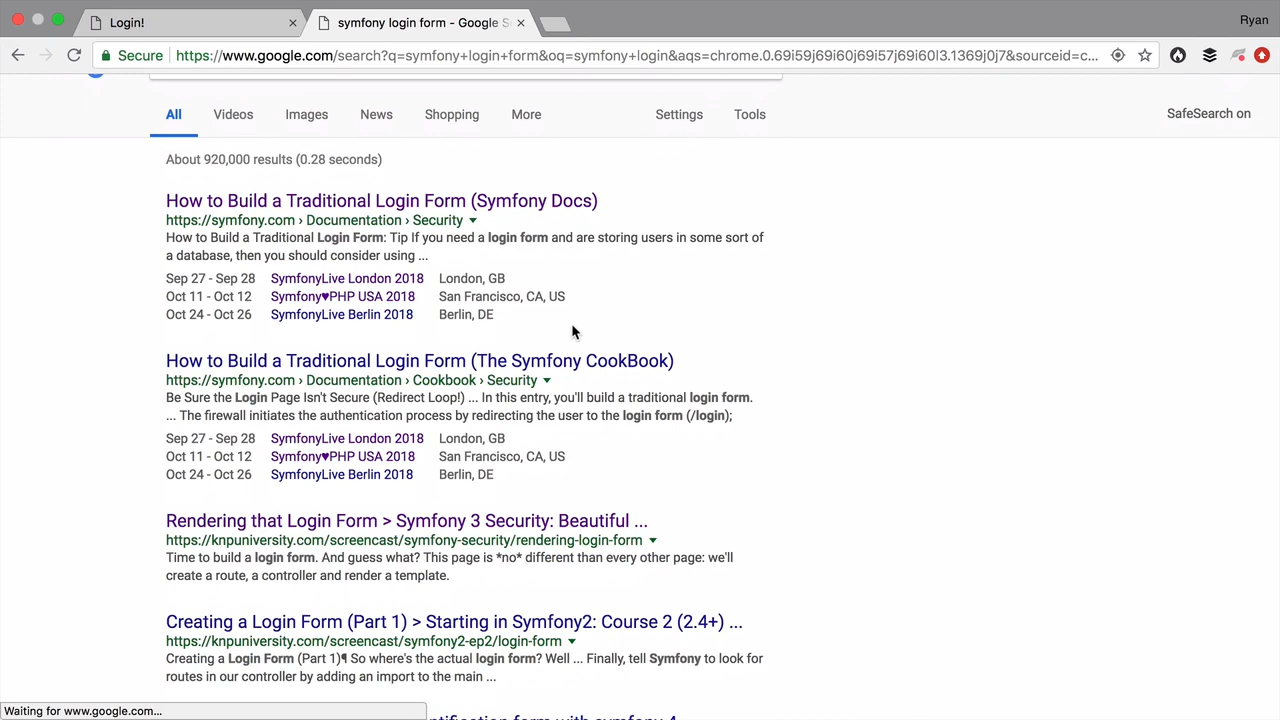 Login!
symfony login form - Google S
Ryan
Secure https://www.google.com/search?q=symfony+login+form&oq=symfony+login&aqs=chrome.0.69i59j69i60j69i57j69i60l3.1369j0j7&sourceid=c...
All Videos Images News Shopping More Settings Tools SafeSearch on
About 920,000 results (0.28 seconds)
How to Build a Traditional Login Form (Symfony Docs)
https://symfony.com › Documentation › Security
How to Build a Traditional Login Form: Tip If you need a login form and are storing users in some sort of
a database, then you should consider using ...
Sep 27 - Sep 28 SymfonyLive London 2018 London, GB
Oct 11 - Oct 12 Symfony♥PHP USA 2018 San Francisco, CA, US
Oct 24 - Oct 26 SymfonyLive Berlin 2018 Berlin, DE
How to Build a Traditional Login Form (The Symfony CookBook)
https://symfony.com › Documentation › Cookbook › Security
Be Sure the Login Page Isn't Secure (Redirect Loop!) ... In this entry, you'll build a traditional login form.
... The firewall initiates the authentication process by redirecting the user to the login form (/login);
Sep 27 - Sep 28 SymfonyLive London 2018 London, GB
Oct 11 - Oct 12 Symfony♥PHP USA 2018 San Francisco, CA, US
Oct 24 - Oct 26 SymfonyLive Berlin 2018 Berlin, DE
Rendering that Login Form > Symfony 3 Security: Beautiful ...
https://knpuniversity.com/screencast/symfony-security/rendering-login-form
Time to build a login form. And guess what? This page is *no* different than every other page: we'll
create a route, a controller and render a template.
Creating a Login Form (Part 1) > Starting in Symfony2: Course 2 (2.4+) ...
https://knpuniversity.com/screencast/symfony2-ep2/login-form
Creating a Login Form (Part 1)¶ So where's the actual login form? Well ... Finally, tell Symfony to look for
routes in our controller by adding an import to the main ...
Waiting for www.google.com...
form with symfony 4